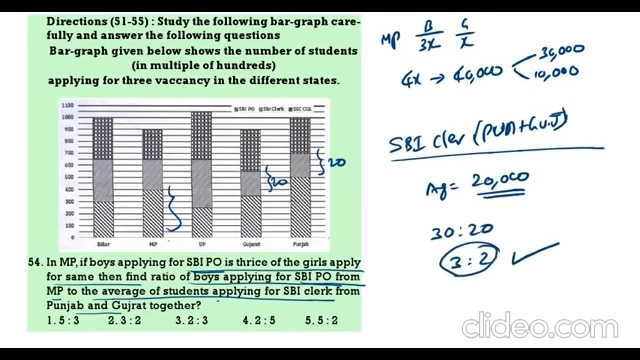 Directions (51-55) : Study the following bar-graph care-
fully and answer the following questions
Bar-graph given below shows the number of students
(in multiple of hundreds)
applying for three vaccancy in the different states.
1100
1000
900
800
700
600
500
400
300
200
100
0
SBI PO SBI Clerk SSC CGL
Bihar MP UP Gujarat Punjab
20
20
54. In MP, if boys applying for SBI PO is thrice of the girls apply
for same then find ratio of boys applying for SBI PO from
MP to the average of students applying for SBI clerk from
Punjab and Gujrat together?
1. 5 : 3 2. 3 : 2 3. 2 : 3 4. 2 : 5 5. 5 : 2
B G
MP 3x x
4x → 40,000
30,000
10,000
SBI Cler (PUN+GUJ)
Ag = 20,000
30 : 20
3 : 2
clideo.com